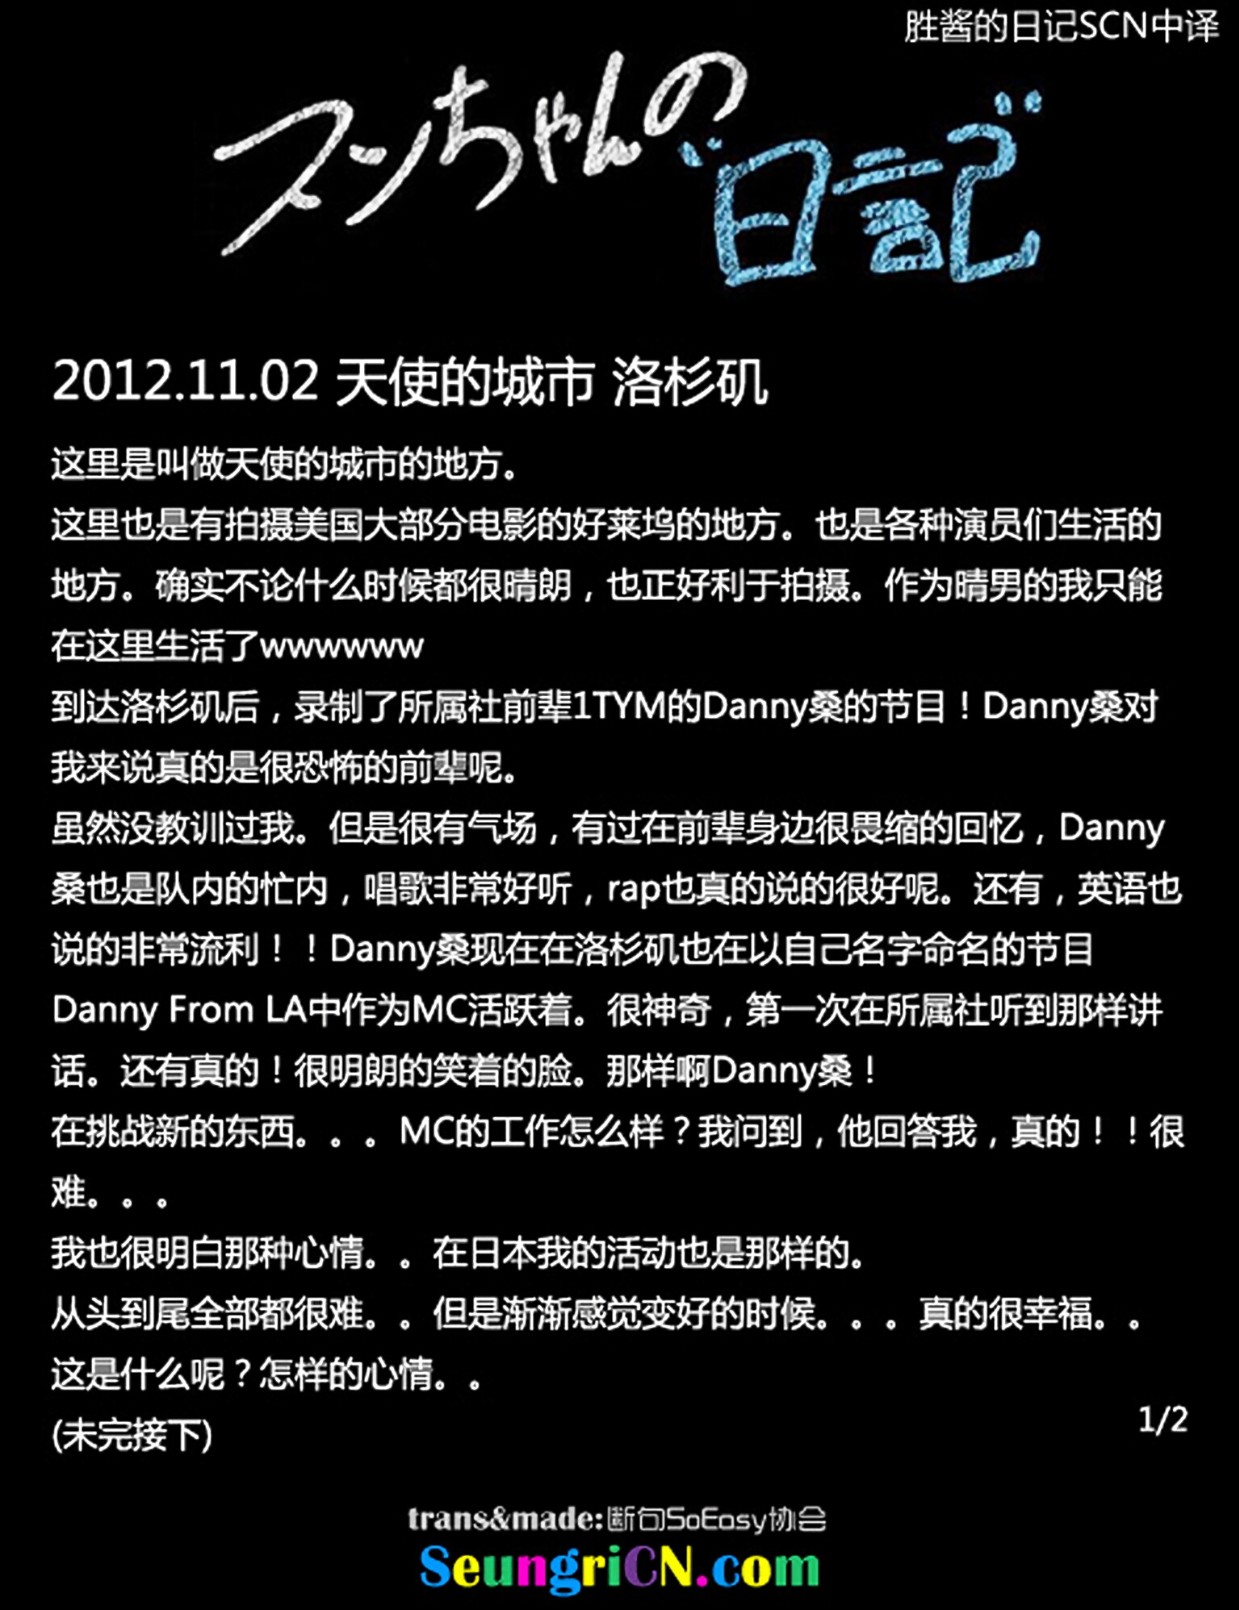 胜酱的日记SCN中译
スンちゃんの
日記
2012.11.02 天使的城市 洛杉矶
这里是叫做天使的城市的地方。
这里也是有拍摄美国大部分电影的好莱坞的地方。也是各种演员们生活的
地方。确实不论什么时候都很晴朗，也正好利于拍摄。作为晴男的我只能
在这里生活了wwwwww
到达洛杉矶后，录制了所属社前辈1TYM的Danny桑的节目！Danny桑对
我来说真的是很恐怖的前辈呢。
虽然没教训过我。但是很有气场，有过在前辈身边很畏缩的回忆，Danny
桑也是队内的忙内，唱歌非常好听，rap也真的说的很好呢。还有，英语也
说的非常流利！！Danny桑现在在洛杉矶也在以自己名字命名的节目
Danny From LA中作为MC活跃着。很神奇，第一次在所属社听到那样讲
话。还有真的！很明朗的笑着的脸。那样啊Danny桑！
在挑战新的东西。。。MC的工作怎么样？我问到，他回答我，真的！！很
难。。。
我也很明白那种心情。。在日本我的活动也是那样的。
从头到尾全部都很难。。但是渐渐感觉变好的时候。。。真的很幸福。。
这是什么呢？怎样的心情。。
(未完接下)
1/2
trans&made:断句SoEasy协会
SeungriCN.com